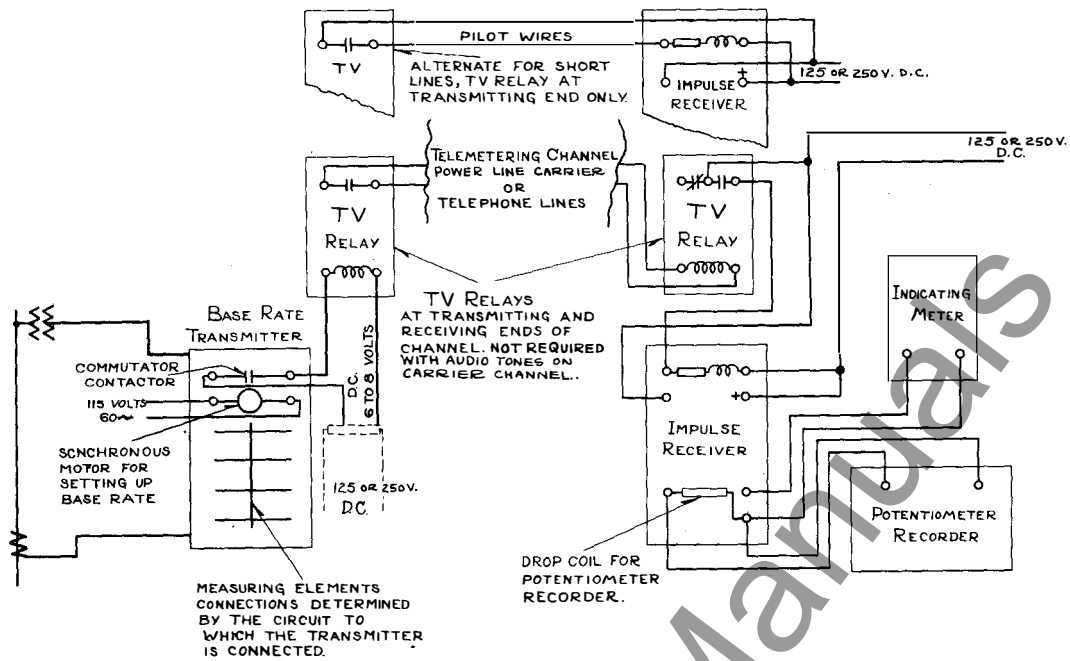 PILOT WIRES
TV
ALTERNATE FOR SHORT
LINES, TV RELAY AT
TRANSMITTING END ONLY.
+
IMPULSE
RECEIVER
125 OR 250 V. D.C.
125 OR 250 V.
D.C.
TELEMETERING CHANNEL
POWER LINE CARRIER
OR
TELEPHONE LINES
TV
RELAY
TV
RELAY
TV RELAYS
AT TRANSMITTING AND
RECEIVING ENDS OF
CHANNEL. NOT REQUIRED
WITH AUDIO TONES ON
CARRIER CHANNEL..
INDICATING
METER
BASE RATE
TRANSMITTER
COMMUTATOR
CONTACTOR
115 VOLTS
60~
SCNCHRONOUS
MOTOR FOR
SETTING UP
BASE RATE
D.C.
6 TO 8 VOLTS
125 OR 250V.
D.C.
+
IMPULSE
RECEIVER
POTENTIOMETER
RECORDER
DROP COIL FOR
POTENTIOMETER
RECORDER.
MEASURING ELEMENTS
CONNECTIONS DETERMINED
BY THE CIRCUIT TO
WHICH THE TRANSMITTER
IS CONNECTED.
Manuals